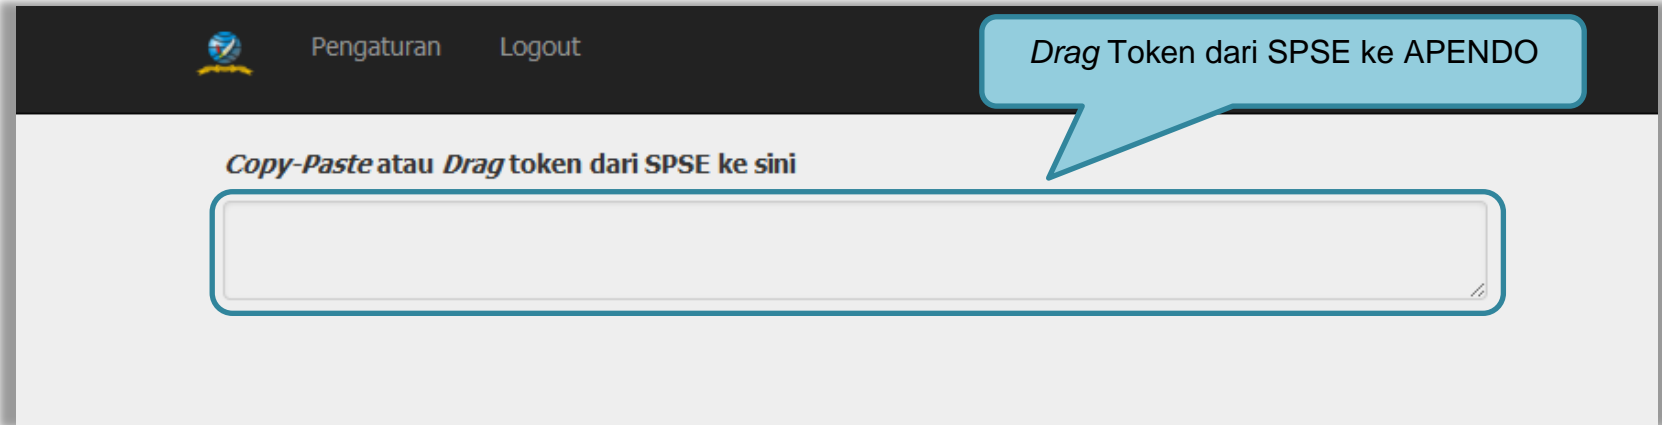 Pengaturan Logout
Drag Token dari SPSE ke APENDO
Copy-Paste atau Drag token dari SPSE ke sini